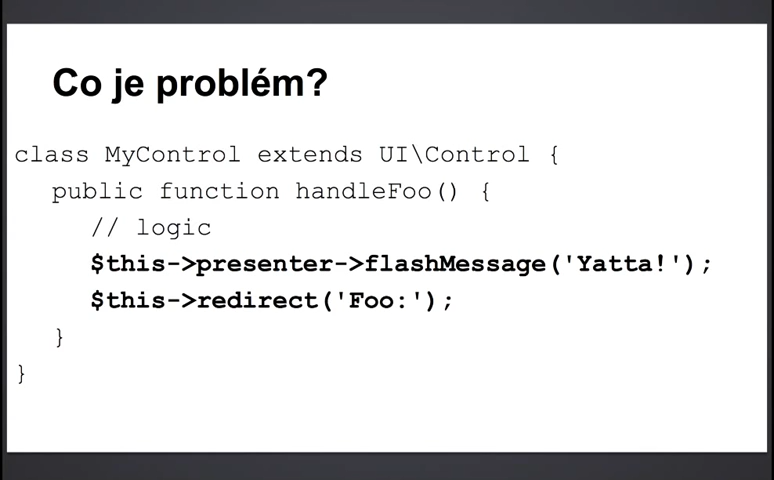 Co je problém?
class MyControl extends UI\Control {
public function handleFoo() {
// logic
$this->presenter->flashMessage('Yatta!');
$this->redirect('Foo:');
}
}